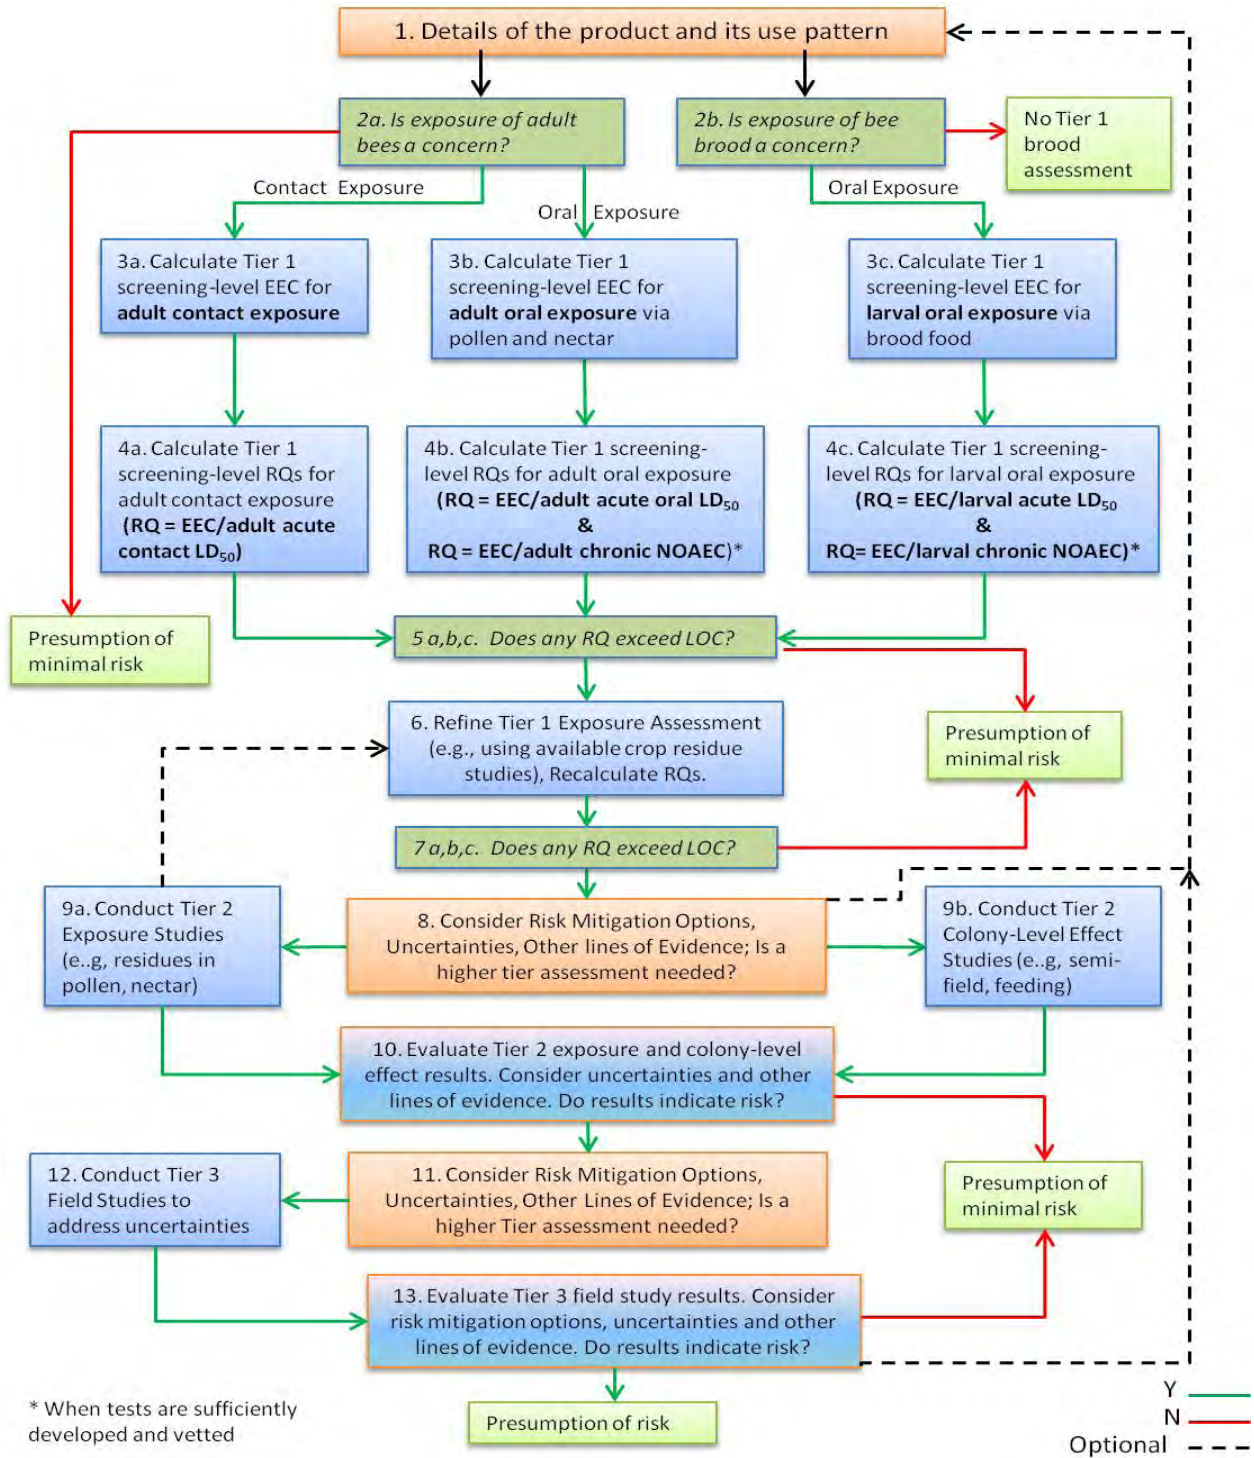 1. Details of the product and its use pattern
2a. Is exposure of adult
bees a concern?
2b. Is exposure of bee
brood a concern?
No Tier 1
brood
assessment
Contact Exposure
Oral Exposure
Oral Exposure
3a. Calculate Tier 1
screening-level EEC for
adult contact exposure
3b. Calculate Tier 1
screening-level EEC for
adult oral exposure via
pollen and nectar
3c. Calculate Tier 1
screening-level EEC for
larval oral exposure via
brood food
4a. Calculate Tier 1
screening-level RQs for
adult contact exposure
(RQ = EEC/adult acute
contact LD₅₀)
4b. Calculate Tier 1 screening-
level RQs for adult oral exposure
(RQ = EEC/adult acute oral LD₅₀
&
RQ = EEC/adult chronic NOAEC)*
4c. Calculate Tier 1 screening-
level RQs for larval oral exposure
(RQ = EEC/larval acute LD₅₀
&
RQ= EEC/larval chronic NOAEC)*
Presumption of
minimal risk
5 a,b,c. Does any RQ exceed LOC?
6. Refine Tier 1 Exposure Assessment
(e.g., using available crop residue
studies), Recalculate RQs.
Presumption of
minimal risk
7 a,b,c. Does any RQ exceed LOC?
9a. Conduct Tier 2
Exposure Studies
(e..g, residues in
pollen, nectar)
8. Consider Risk Mitigation Options,
Uncertainties, Other lines of Evidence; Is a
higher tier assessment needed?
9b. Conduct Tier 2
Colony-Level Effect
Studies (e..g, semi-
field, feeding)
10. Evaluate Tier 2 exposure and colony-level
effect results. Consider uncertainties and other
lines of evidence. Do results indicate risk?
12. Conduct Tier 3
Field Studies to
address uncertainties
11. Consider Risk Mitigation Options,
Uncertainties, Other Lines of Evidence; Is a
higher Tier assessment needed?
Presumption of
minimal risk
13. Evaluate Tier 3 field study results. Consider
risk mitigation options, uncertainties and other
lines of evidence. Do results indicate risk?
Presumption of risk
* When tests are sufficiently
developed and vetted
Y
N
Optional